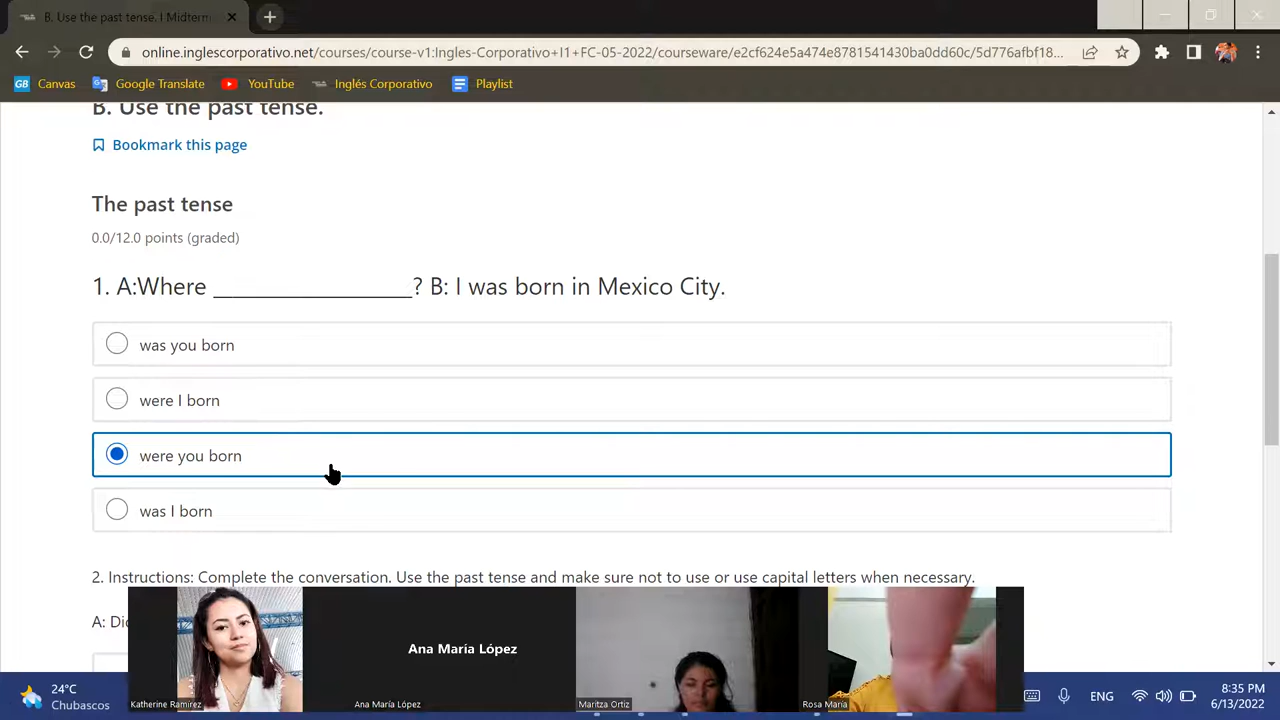 B. Use the past tense. I Midterm
online.inglescorporativo.net/courses/course-v1:Ingles-Corporativo+I1+FC-05-2022/courseware/e2cf624e5a474e8781541430ba0dd60c/5d776afbf18...
GB Canvas Google Translate YouTube Inglés Corporativo Playlist
B. Use the past tense.
Bookmark this page
The past tense
0.0/12.0 points (graded)
1. A:Where __________________? B: I was born in Mexico City.
was you born
were I born
were you born
was I born
2. Instructions: Complete the conversation. Use the past tense and make sure not to use or use capital letters when necessary.
A:
Ana María López
Katherine Ramirez
Ana María López
Maritza Ortiz
Rosa María
24°C
Chubascos
ENG
8:35 PM
6/13/2022